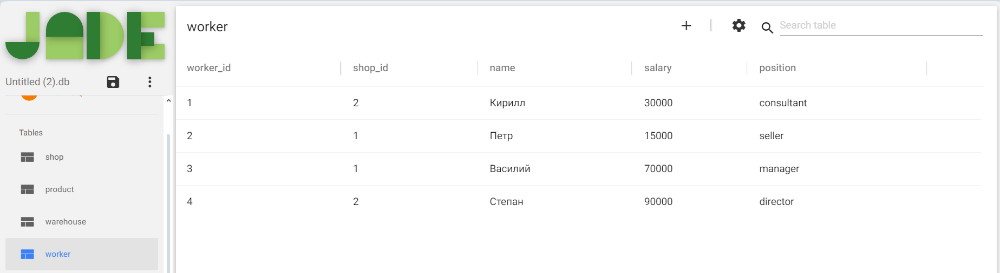 JADE
Untitled (2).db
Tables
shop
product
warehouse
worker
worker
Search table
worker_id shop_id name salary position
1 2 Кирилл 30000 consultant
2 1 Петр 15000 seller
3 1 Василий 70000 manager
4 2 Степан 90000 director